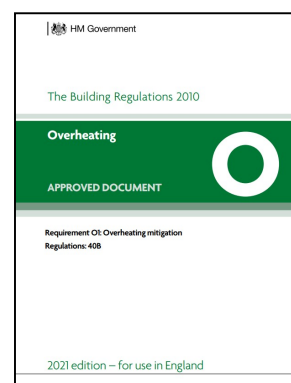 HM Government
The Building Regulations 2010
Overheating
O
APPROVED DOCUMENT
Requirement O1: Overheating mitigation
Regulations: 40B
2021 edition – for use in England